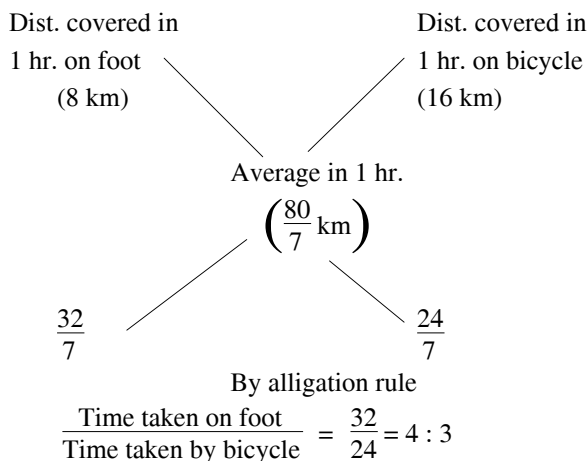 Dist. covered in
1 hr. on foot
(8 km)
Dist. covered in
1 hr. on bicycle
(16 km)
Average in 1 hr.
(80/7 km)
32/7
24/7
By alligation rule
Time taken on foot / Time taken by bicycle = 32/24 = 4 : 3